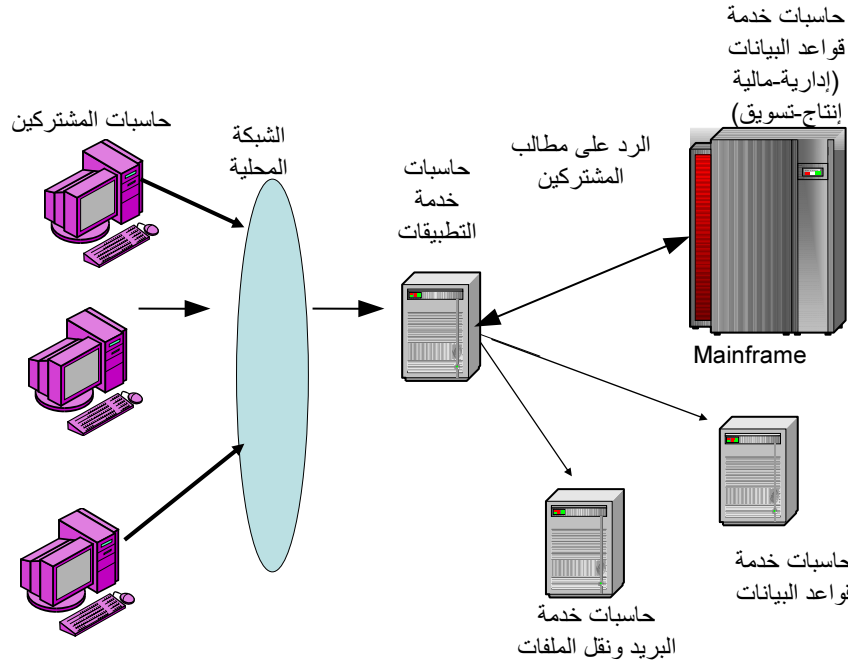 حاسبات خدمة
قواعد البيانات
(إدارية-مالية
إنتاج-تسويق)
حاسبات المشتركين
الشبكة
المحلية
الرد على مطالب
المشتركين
حاسبات
خدمة
التطبيقات
Mainframe
حاسبات خدمة
قواعد البيانات
حاسبات خدمة
البريد ونقل الملفات